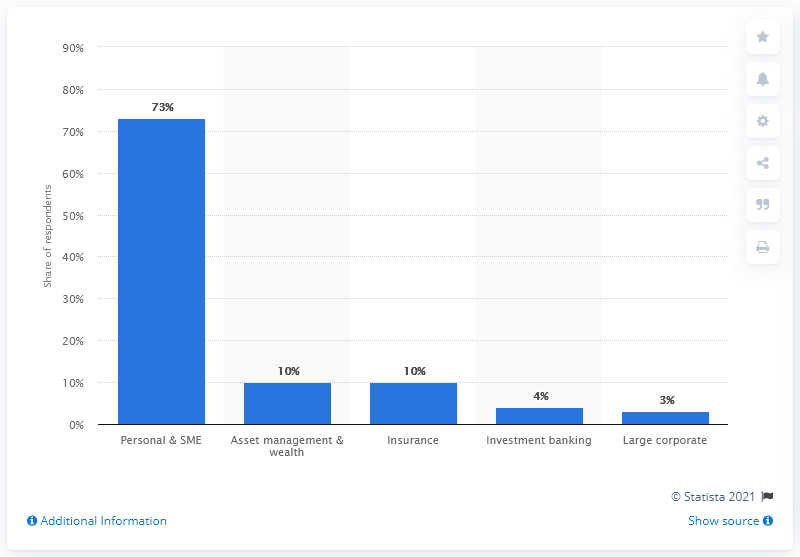 90%
80%
70%
60%
50%
40%
30%
20%
10%
0%
Share of respondents
73%
10%
10%
4%
3%
Personal & SME
Asset management &
wealth
Insurance
Investment banking
Large corporate
© Statista 2021
Additional Information
Show source